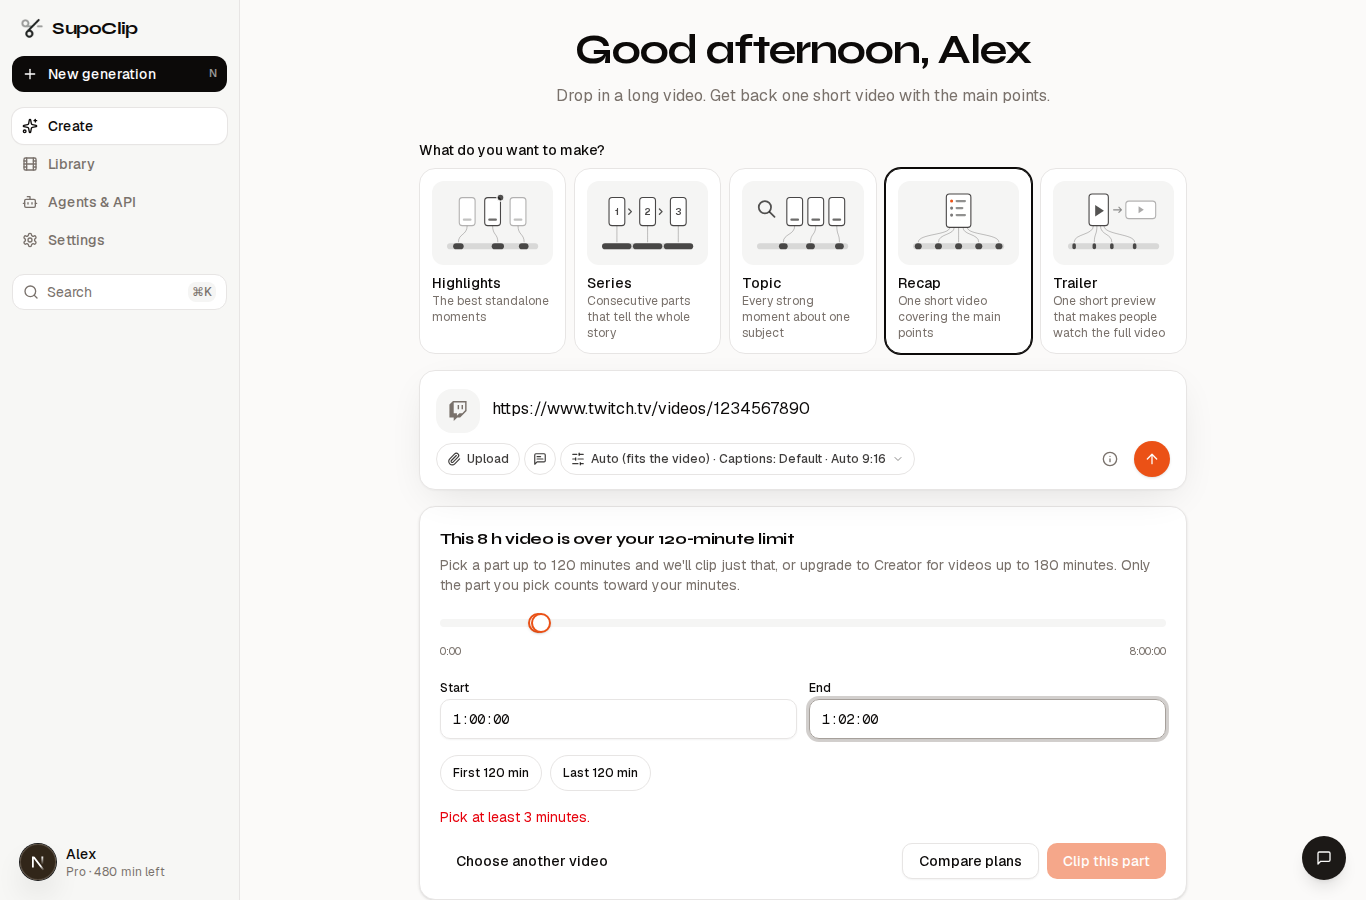 SupoClip
New generation
N
Create
Library
Agents & API
Settings
Search
⌘K
Alex
Pro · 480 min left
Good afternoon, Alex
Drop in a long video. Get back one short video with the main points.
What do you want to make?
1
2
3
Highlights
The best standalone
moments
Series
Consecutive parts
that tell the whole
story
Topic
Every strong
moment about one
subject
Recap
One short video
covering the main
points
Trailer
One short preview
that makes people
watch the full video
https://www.twitch.tv/videos/1234567890
Upload
Auto (fits the video) · Captions: Default · Auto 9:16
This 8 h video is over your 120-minute limit
Pick a part up to 120 minutes and we'll clip just that, or upgrade to Creator for videos up to 180 minutes. Only
the part you pick counts toward your minutes.
0:00
8:00:00
Start
End
1:00:00
1:02:00
First 120 min
Last 120 min
Pick at least 3 minutes.
Choose another video
Compare plans
Clip this part
N